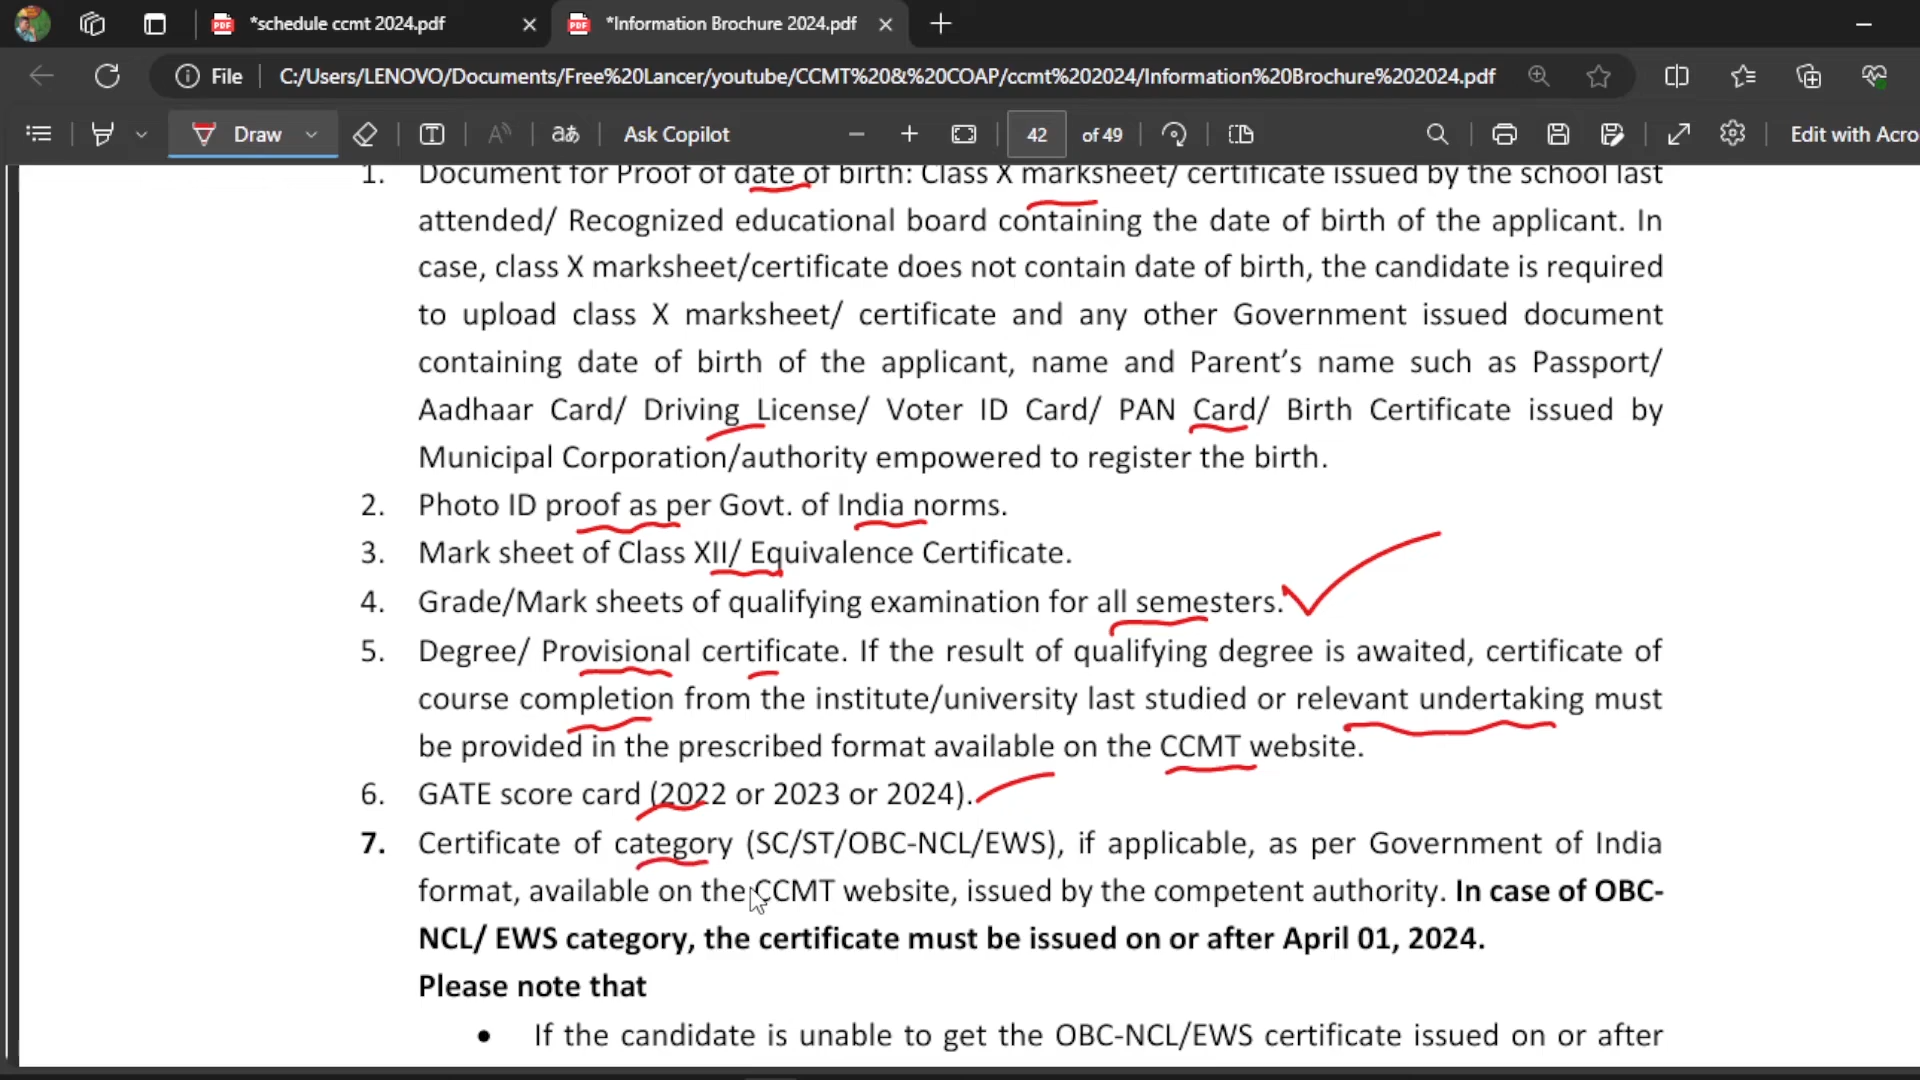 *schedule ccmt 2024.pdf
*Information Brochure 2024.pdf
File
C:/Users/LENOVO/Documents/Free%20Lancer/youtube/CCMT%20&%20COAP/ccmt%202024/Information%20Brochure%202024.pdf
Draw
aあ
Ask Copilot
42 of 49
Edit with Acro
1. Document for Proof of date of birth: Class X marksheet/ certificate issued by the school last
attended/ Recognized educational board containing the date of birth of the applicant. In
case, class X marksheet/certificate does not contain date of birth, the candidate is required
to upload class X marksheet/ certificate and any other Government issued document
containing date of birth of the applicant, name and Parent’s name such as Passport/
Aadhaar Card/ Driving License/ Voter ID Card/ PAN Card/ Birth Certificate issued by
Municipal Corporation/authority empowered to register the birth.
2. Photo ID proof as per Govt. of India norms.
3. Mark sheet of Class XII/ Equivalence Certificate.
4. Grade/Mark sheets of qualifying examination for all semesters.
5. Degree/ Provisional certificate. If the result of qualifying degree is awaited, certificate of
course completion from the institute/university last studied or relevant undertaking must
be provided in the prescribed format available on the CCMT website.
6. GATE score card (2022 or 2023 or 2024).
7. Certificate of category (SC/ST/OBC-NCL/EWS), if applicable, as per Government of India
format, available on the CCMT website, issued by the competent authority. In case of OBC-
NCL/ EWS category, the certificate must be issued on or after April 01, 2024.
Please note that
• If the candidate is unable to get the OBC-NCL/EWS certificate issued on or after